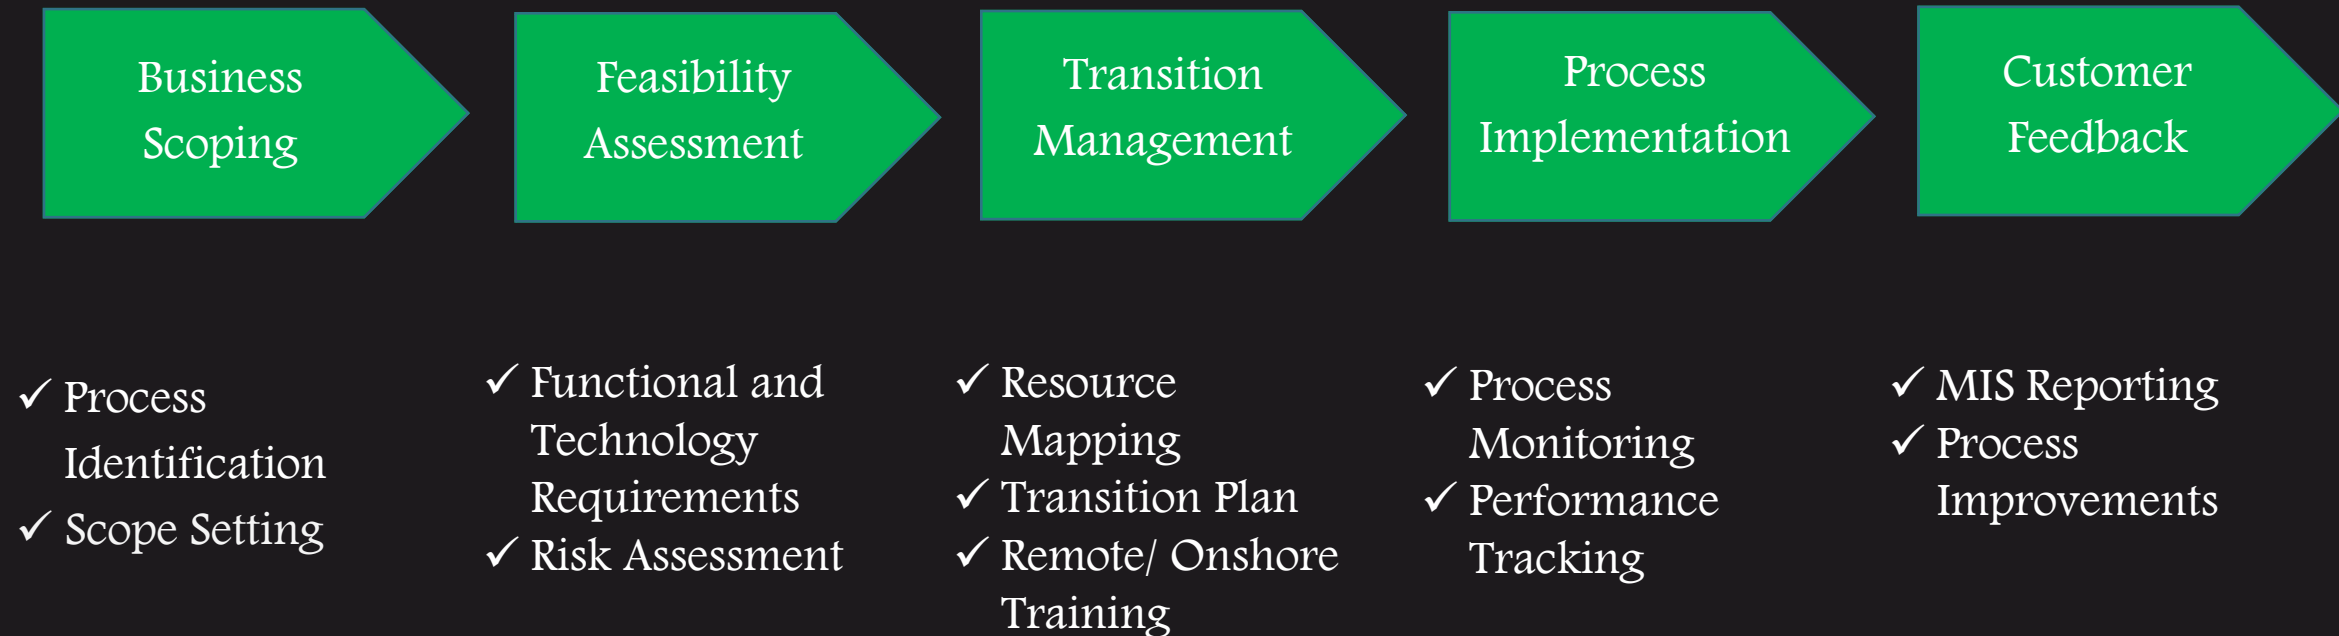 Business
Scoping
Feasibility
Assessment
Transition
Management
Process
Implementation
Customer
Feedback
✓ Process
Identification
✓ Scope Setting
✓ Functional and
Technology
Requirements
✓ Risk Assessment
✓ Resource
Mapping
✓ Transition Plan
✓ Remote/ Onshore
Training
✓ Process
Monitoring
✓ Performance
Tracking
✓ MIS Reporting
✓ Process
Improvements